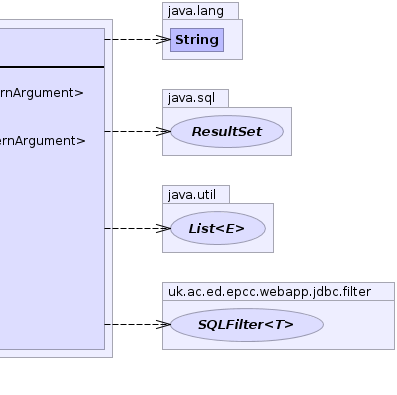 java.lang
String
java.sql
ResultSet
java.util
List<E>
uk.ac.ed.epcc.webapp.jdbc.filter
SQLFilter<T>
rnArgument>
ernArgument>